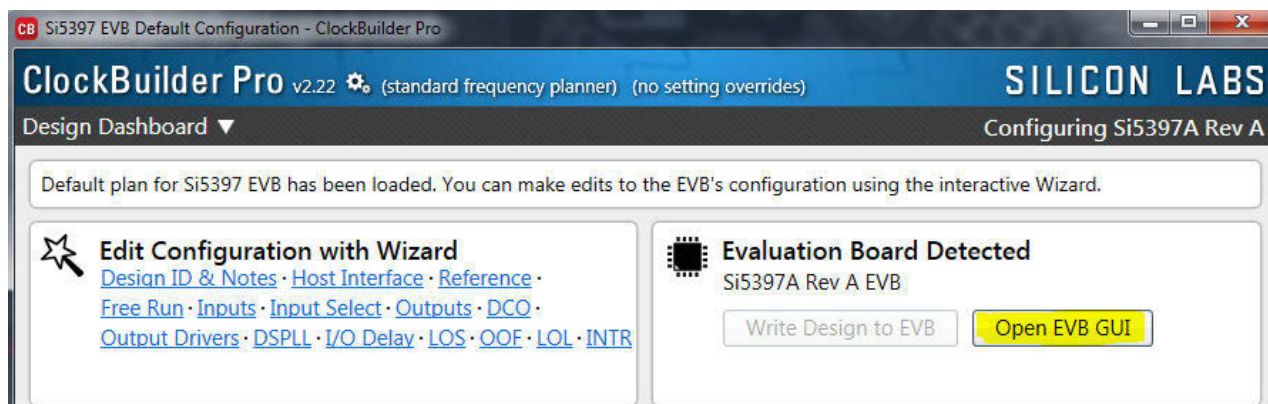 CB Si5397 EVB Default Configuration - ClockBuilder Pro
ClockBuilder Pro v2.22 (standard frequency planner) (no setting overrides) SILICON LABS
Design Dashboard ▼ Configuring Si5397A Rev A
Default plan for Si5397 EVB has been loaded. You can make edits to the EVB's configuration using the interactive Wizard.
Edit Configuration with Wizard
Design ID & Notes · Host Interface · Reference ·
Free Run · Inputs · Input Select · Outputs · DCO ·
Output Drivers · DSPLL · I/O Delay · LOS · OOF · LOL · INTR
Evaluation Board Detected
Si5397A Rev A EVB
Write Design to EVB Open EVB GUI